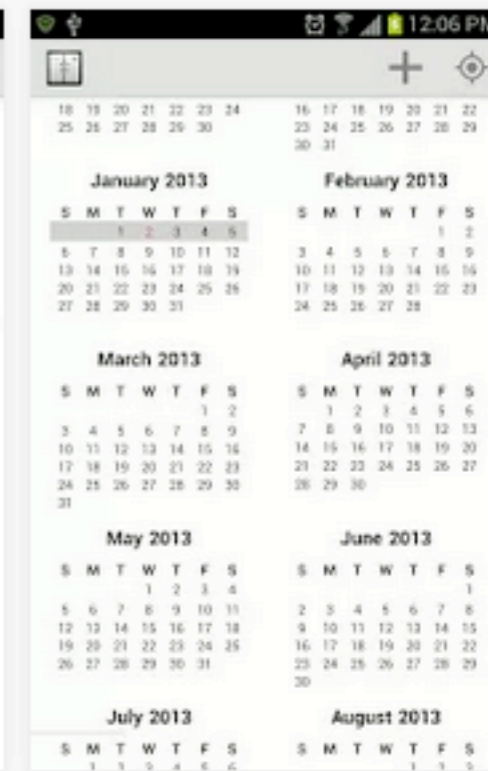 12:06 PM
18 19 20 21 22 23 24
25 26 27 28 29 30
16 17 18 19 20 21 22
23 24 25 26 27 28 29
30 31
January 2013
S M T W T F S
1 2 3 4 5
6 7 8 9 10 11 12
13 14 15 16 17 18 19
20 21 22 23 24 25 26
27 28 29 30 31
February 2013
S M T W T F S
1 2
3 4 5 6 7 8 9
10 11 12 13 14 15 16
17 18 19 20 21 22 23
24 25 26 27 28
March 2013
S M T W T F S
1 2
3 4 5 6 7 8 9
10 11 12 13 14 15 16
17 18 19 20 21 22 23
24 25 26 27 28 29 30
31
April 2013
S M T W T F S
1 2 3 4 5 6
7 8 9 10 11 12 13
14 15 16 17 18 19 20
21 22 23 24 25 26 27
28 29 30
May 2013
S M T W T F S
1 2 3 4
5 6 7 8 9 10 11
12 13 14 15 16 17 18
19 20 21 22 23 24 25
26 27 28 29 30 31
June 2013
S M T W T F S
1
2 3 4 5 6 7 8
9 10 11 12 13 14 15
16 17 18 19 20 21 22
23 24 25 26 27 28 29
30
July 2013
S M T W T F S
August 2013
S M T W T F S